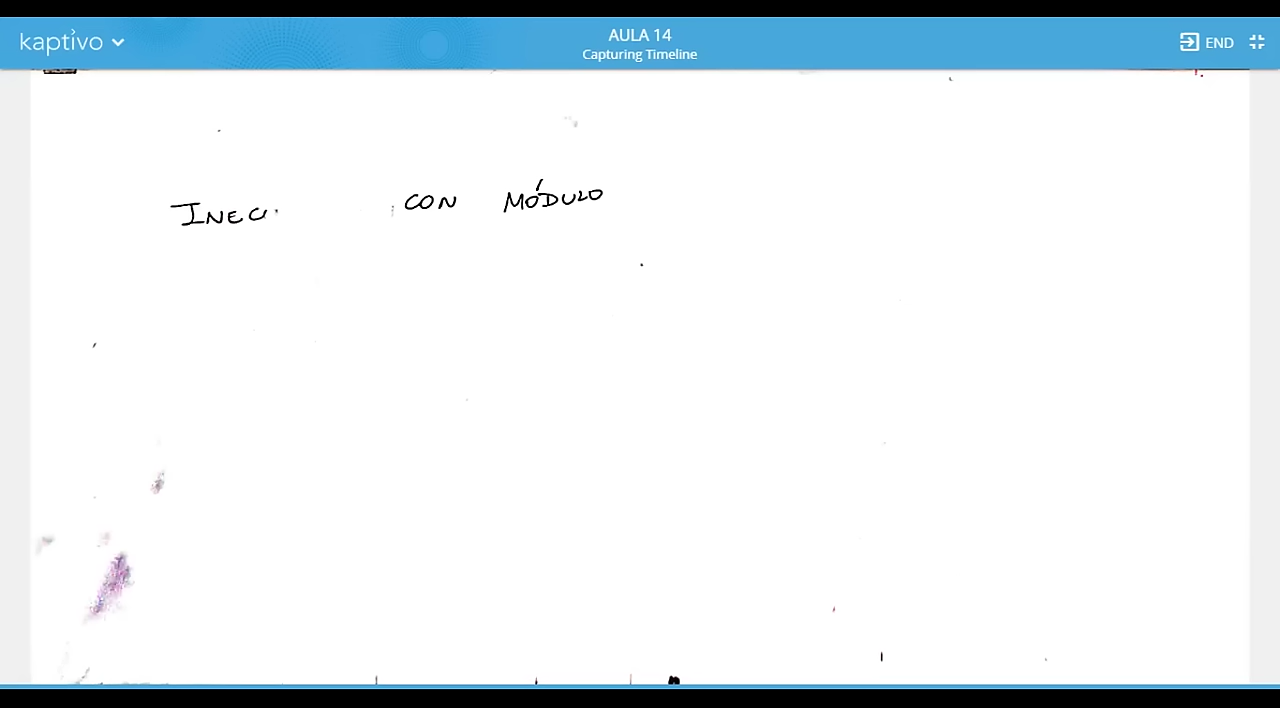 kaptivo
AULA 14
Capturing Timeline
END
INEC. CON MÓDULO